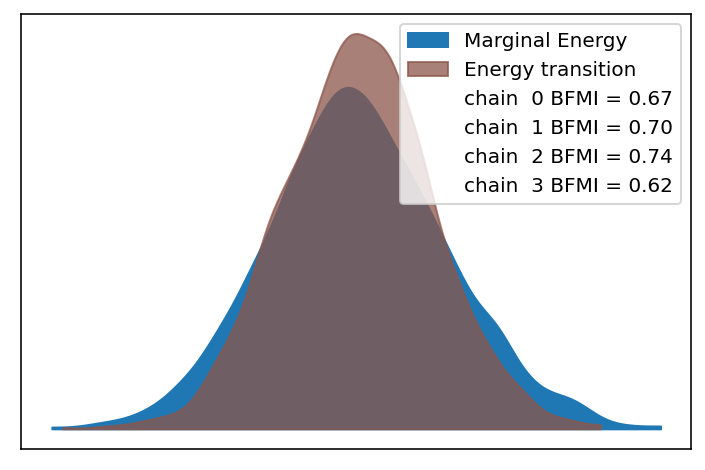 Marginal Energy
Energy transition
chain  0 BFMI = 0.67
chain  1 BFMI = 0.70
chain  2 BFMI = 0.74
chain  3 BFMI = 0.62